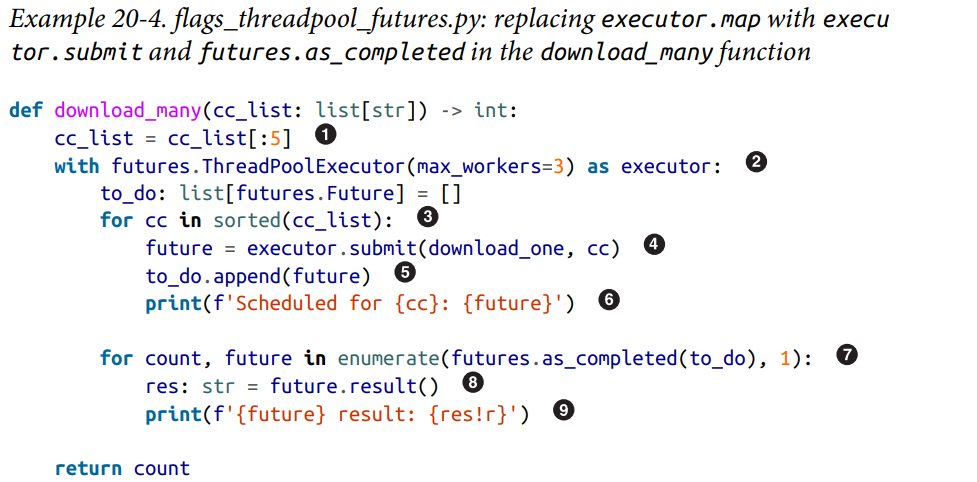 Example 20-4. flags_threadpool_futures.py: replacing executor.map with execu
tor.submit and futures.as_completed in the download_many function
def download_many(cc_list: list[str]) -> int:
    cc_list = cc_list[:5]  ❶
    with futures.ThreadPoolExecutor(max_workers=3) as executor:  ❷
        to_do: list[futures.Future] = []
        for cc in sorted(cc_list):  ❸
            future = executor.submit(download_one, cc)  ❹
            to_do.append(future)  ❺
            print(f'Scheduled for {cc}: {future}')  ❻
        for count, future in enumerate(futures.as_completed(to_do), 1):  ❼
            res: str = future.result()  ❽
            print(f'{future} result: {res!r}')  ❾
    return count